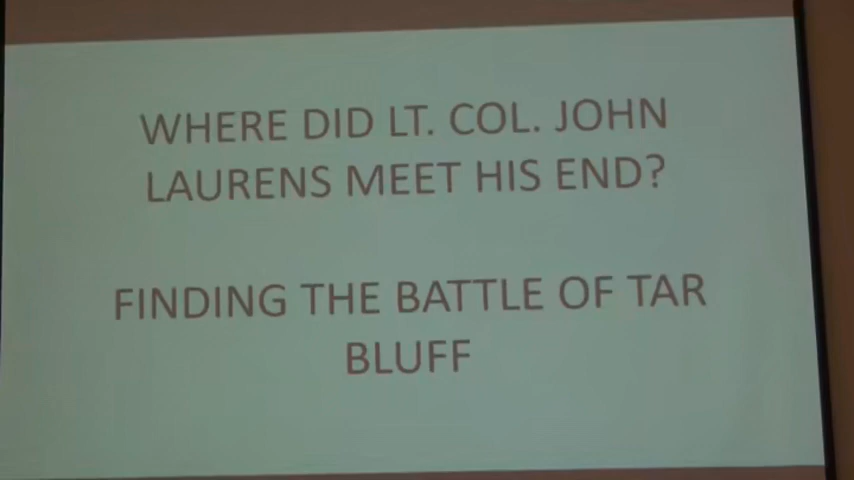 WHERE DID LT. COL. JOHN
LAURENS MEET HIS END?
FINDING THE BATTLE OF TAR
BLUFF